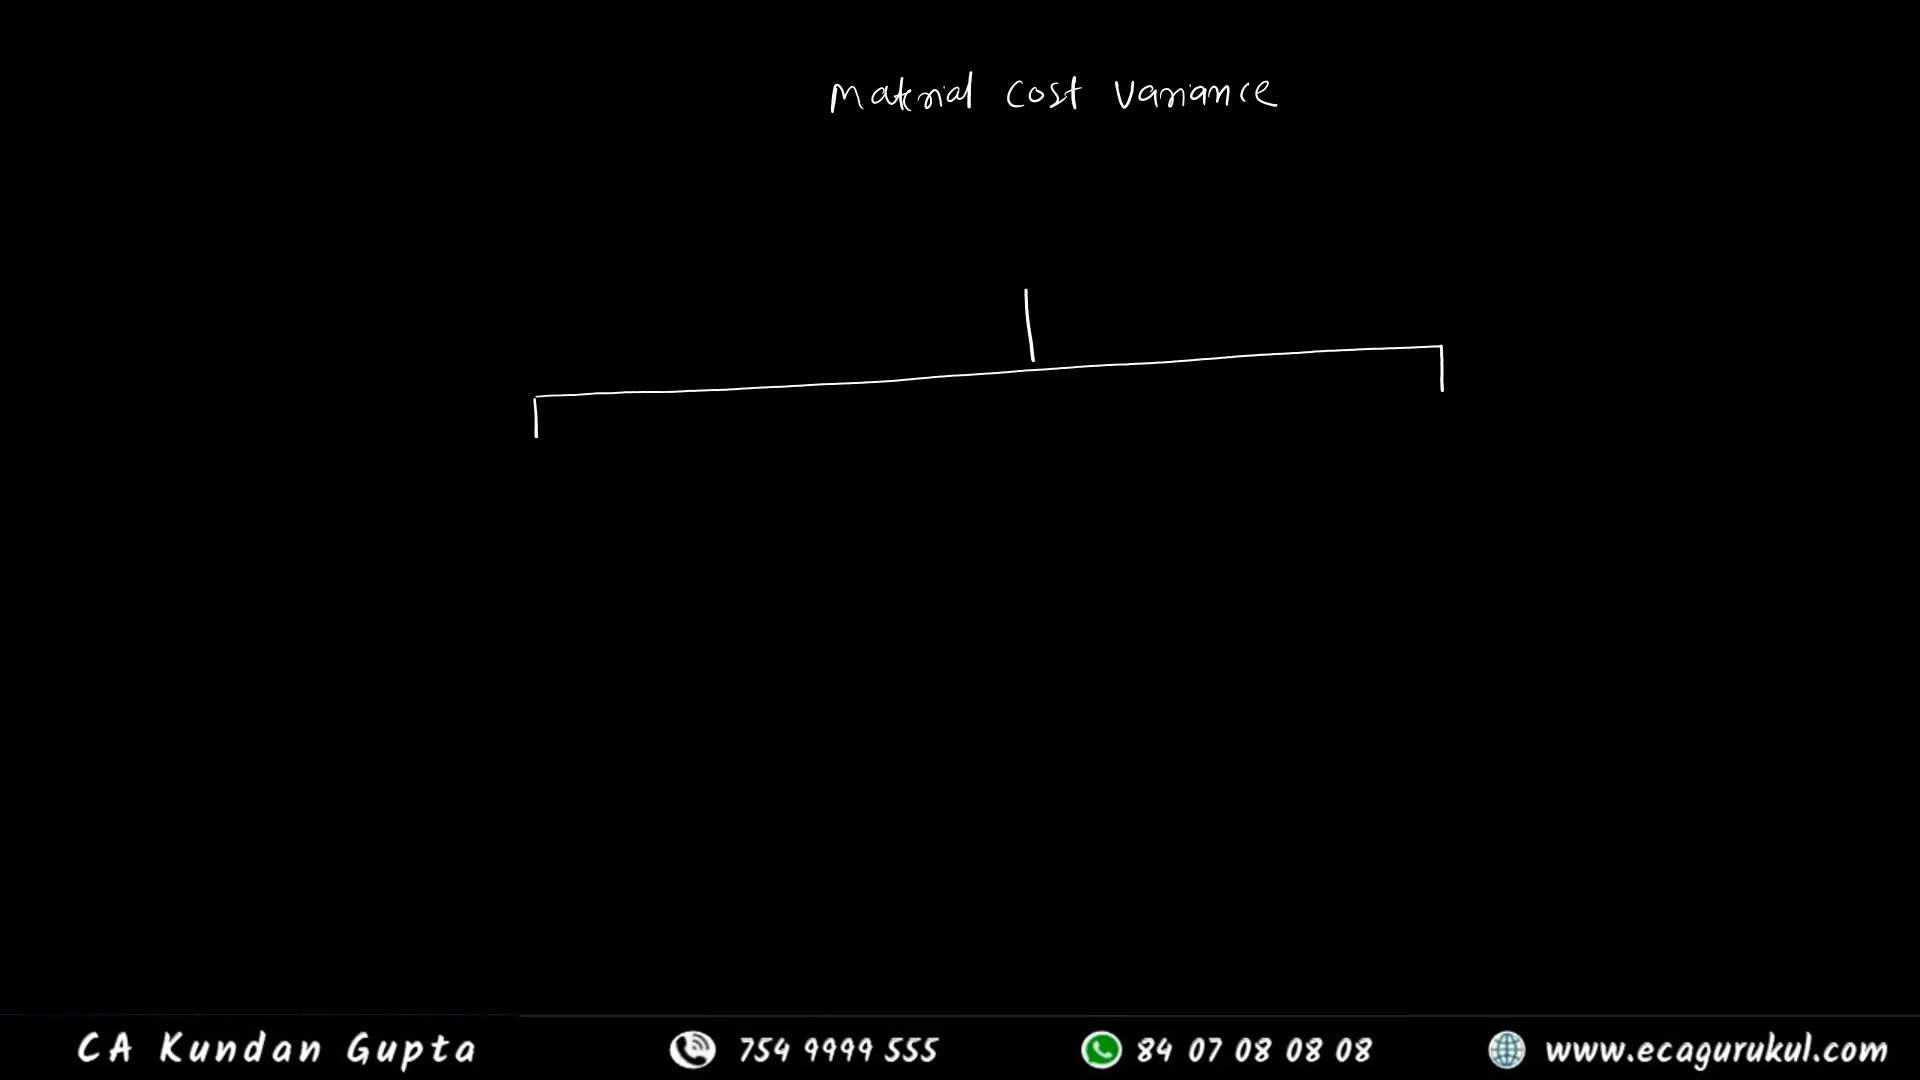 Material Cost Variance
CA Kundan Gupta 754 9999 555 84 07 08 08 08 www.ecagurukul.com